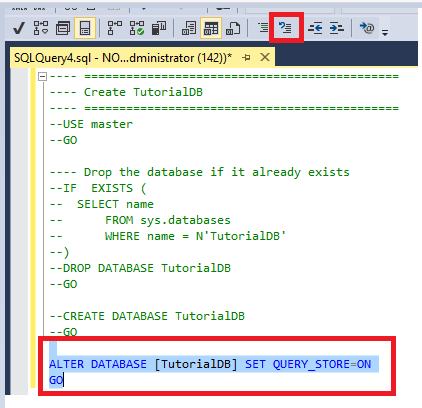 SQLQuery4.sql - NO...dministrator (142))*
---- =======================================
---- Create TutorialDB
---- =======================================
--USE master
--GO
---- Drop the database if it already exists
--IF  EXISTS (
--  SELECT name
--      FROM sys.databases
--      WHERE name = N'TutorialDB'
--)
--DROP DATABASE TutorialDB
--GO
--CREATE DATABASE TutorialDB
--GO
ALTER DATABASE [TutorialDB] SET QUERY_STORE=ON
GO